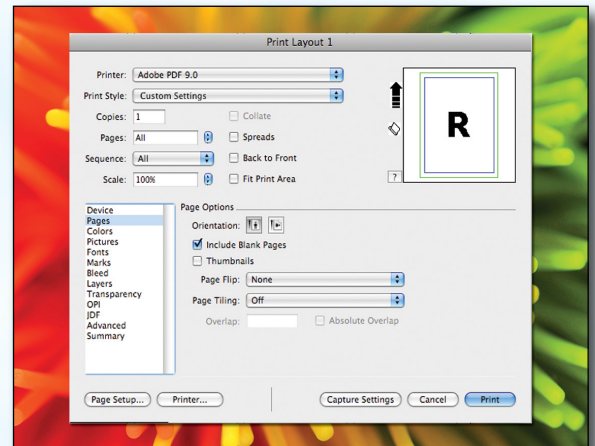 Print Layout 1
Printer: Adobe PDF 9.0
Print Style: Custom Settings
Copies: 1 Collate
Pages: All Spreads
Sequence: All Back to Front
Scale: 100% Fit Print Area
R
?
Device
Pages
Colors
Pictures
Fonts
Marks
Bleed
Layers
Transparency
OPI
JDF
Advanced
Summary
Page Options
Orientation:
Include Blank Pages
Thumbnails
Page Flip: None
Page Tiling: Off
Overlap: Absolute Overlap
Page Setup... Printer... Capture Settings Cancel Print